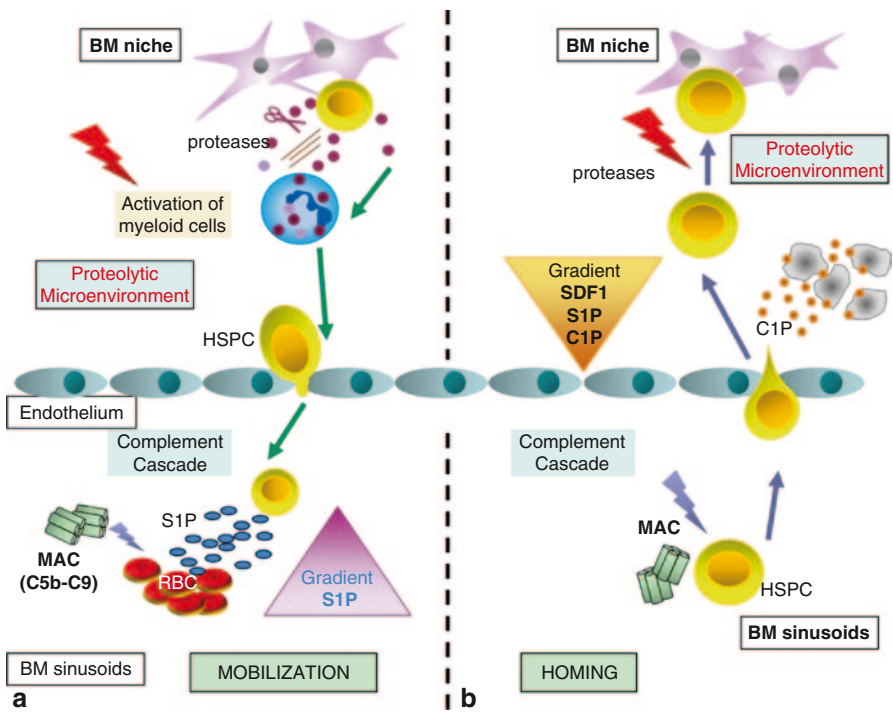 BM niche
proteases
Activation of
myeloid cells
Proteolytic
Microenvironment
HSPC
Endothelium
Complement
Cascade
S1P
MAC
(C5b-C9)
RBC
Gradient
S1P
BM sinusoids
MOBILIZATION
a
BM niche
Proteolytic
Microenvironment
proteases
Gradient
SDF1
S1P
C1P
C1P
Complement
Cascade
MAC
HSPC
BM sinusoids
HOMING
b